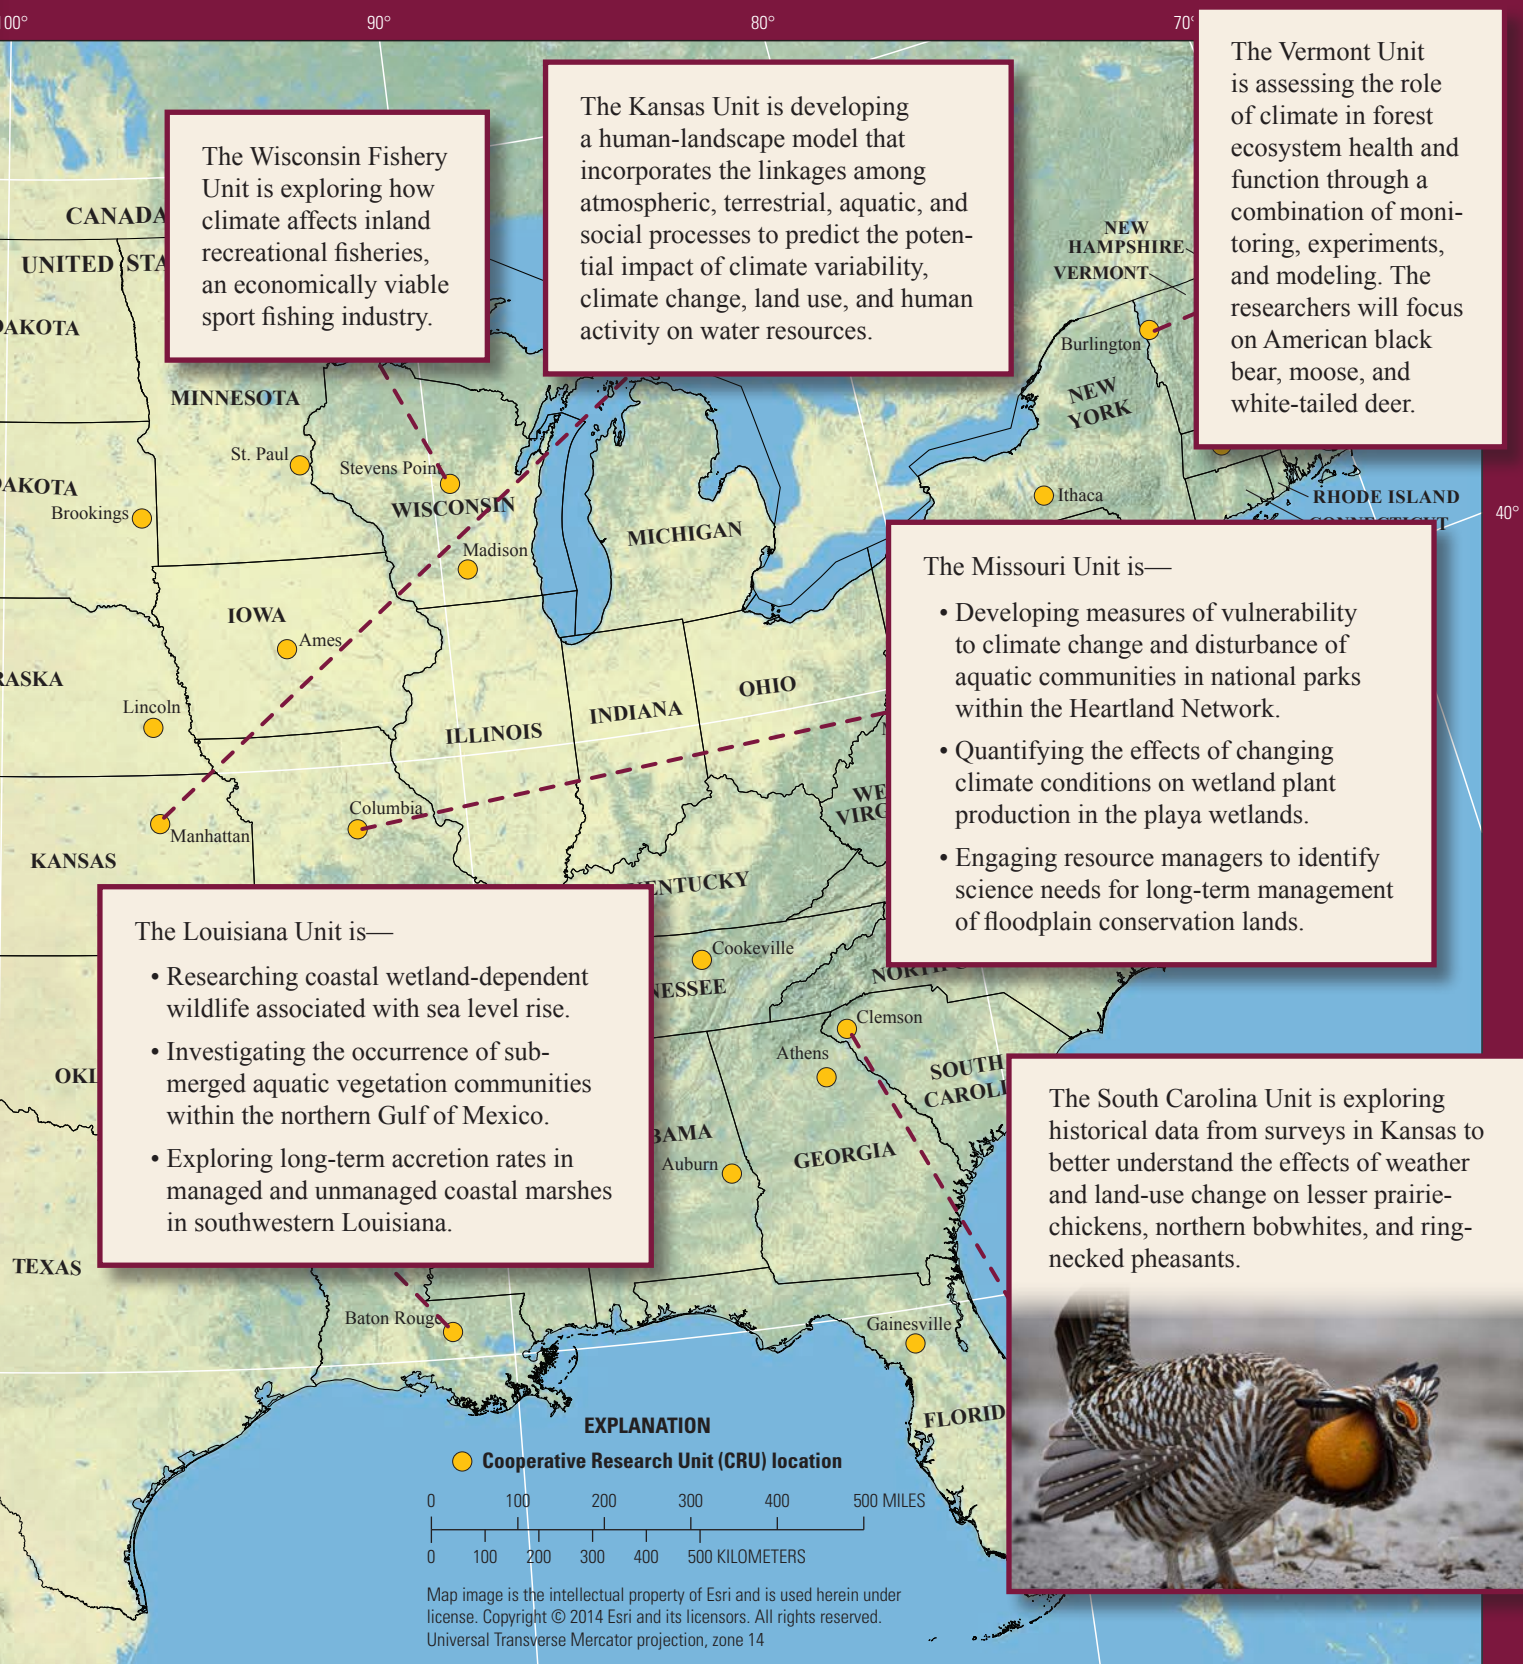 100°
90°
80°
70°
The Wisconsin Fishery
Unit is exploring how
climate affects inland
recreational fisheries,
an economically viable
sport fishing industry.
The Kansas Unit is developing
a human-landscape model that
incorporates the linkages among
atmospheric, terrestrial, aquatic, and
social processes to predict the poten-
tial impact of climate variability,
climate change, land use, and human
activity on water resources.
The Vermont Unit
is assessing the role
of climate in forest
ecosystem health and
function through a
combination of moni-
toring, experiments,
and modeling. The
researchers will focus
on American black
bear, moose, and
white-tailed deer.
CANADA
UNITED STA
DAKOTA
MINNESOTA
St. Paul
Stevens Poin
WISCONSIN
DAKOTA
Brookings
Madison
MICHIGAN
NEW
HAMPSHIRE
VERMONT
Burlington
NEW
YORK
Ithaca
RHODE ISLAND
CONNECTICUT
40°
IOWA
Ames
RASKA
Lincoln
ILLINOIS
INDIANA
OHIO
Columbia
Manhattan
KANSAS
WE
VIRG
KENTUCKY
The Missouri Unit is—
• Developing measures of vulnerability
to climate change and disturbance of
aquatic communities in national parks
within the Heartland Network.
• Quantifying the effects of changing
climate conditions on wetland plant
production in the playa wetlands.
• Engaging resource managers to identify
science needs for long-term management
of floodplain conservation lands.
The Louisiana Unit is—
• Researching coastal wetland-dependent
wildlife associated with sea level rise.
• Investigating the occurrence of sub-
merged aquatic vegetation communities
within the northern Gulf of Mexico.
• Exploring long-term accretion rates in
managed and unmanaged coastal marshes
in southwestern Louisiana.
Cookeville
NESSEE
NORTH
Clemson
Athens
SOUTH
CAROLI
OKL
BAMA
Auburn
GEORGIA
TEXAS
The South Carolina Unit is exploring
historical data from surveys in Kansas to
better understand the effects of weather
and land-use change on lesser prairie-
chickens, northern bobwhites, and ring-
necked pheasants.
Baton Rouge
Gainesville
FLORID
EXPLANATION
Cooperative Research Unit (CRU) location
0 100 200 300 400 500 MILES
0 100 200 300 400 500 KILOMETERS
Map image is the intellectual property of Esri and is used herein under
license. Copyright © 2014 Esri and its licensors. All rights reserved.
Universal Transverse Mercator projection, zone 14